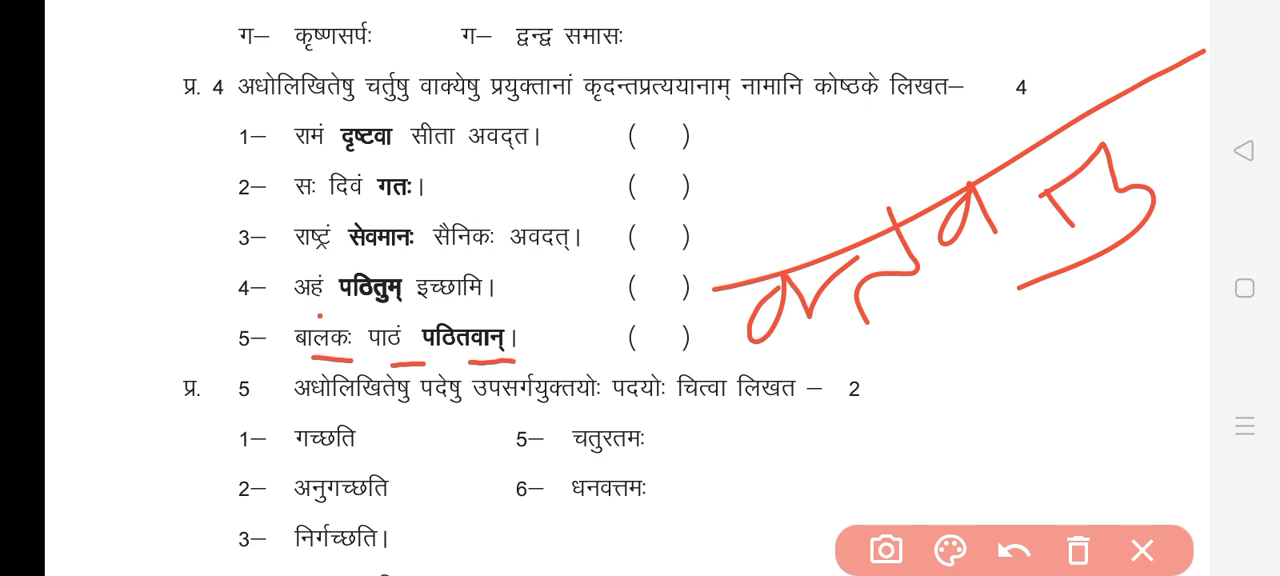 ग– कृष्णसर्पः ग– द्वन्द्व समासः
प्र. 4 अधोलिखितेषु चर्तुषु वाक्येषु प्रयुक्तानां कृदन्तप्रत्ययानाम् नामानि कोष्ठके लिखत– 4
1– रामं दृष्टवा सीता अवद्त। ( )
2– सः दिवं गतः। ( )
3– राष्ट्रं सेवमानः सैनिकः अवदत्। ( )
4– अहं पठितुम् इच्छामि। ( )
5– बालकः पाठं पठितवान्। ( )
प्र. 5 अधोलिखितेषु पदेषु उपसर्गयुक्तयोः पदयोः चित्वा लिखत – 2
1– गच्छति 5– चतुरतमः
2– अनुगच्छति 6– धनवत्तमः
3– निर्गच्छति।